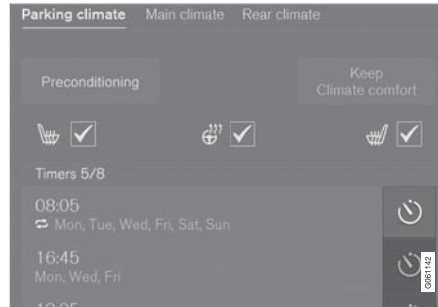 Parking climate Main climate Rear climate
Preconditioning
Keep
Climate comfort
Timers 5/8
08:05
Mon, Tue, Wed, Fri, Sat, Sun
16:45
Mon, Wed, Fri
G061142